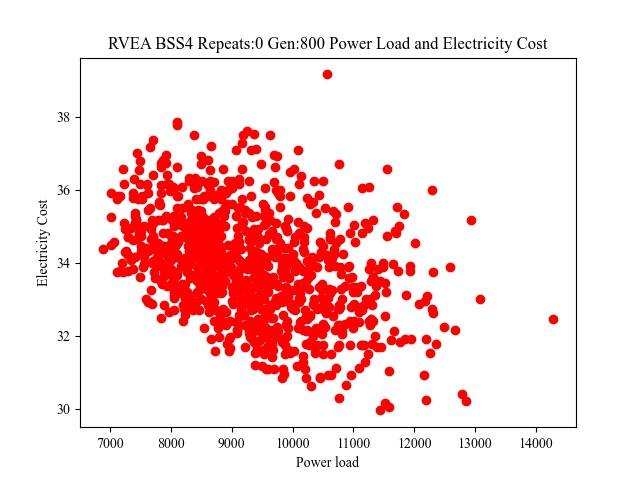 RVEA BSS4 Repeats:0 Gen:800 Power Load and Electricity Cost
Electricity Cost
38
36
34
32
30
7000 8000 9000 10000 11000 12000 13000 14000
Power load